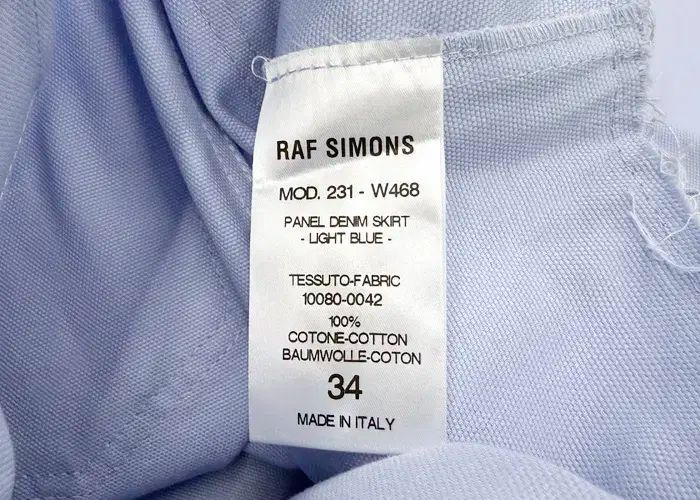 RAF SIMONS
MOD. 231 - W468
PANEL DENIM SKIRT
- LIGHT BLUE -
TESSUTO-FABRIC
10080-0042
100%
COTONE-COTTON
BAUMWOLLE-COTON
34
MADE IN ITALY